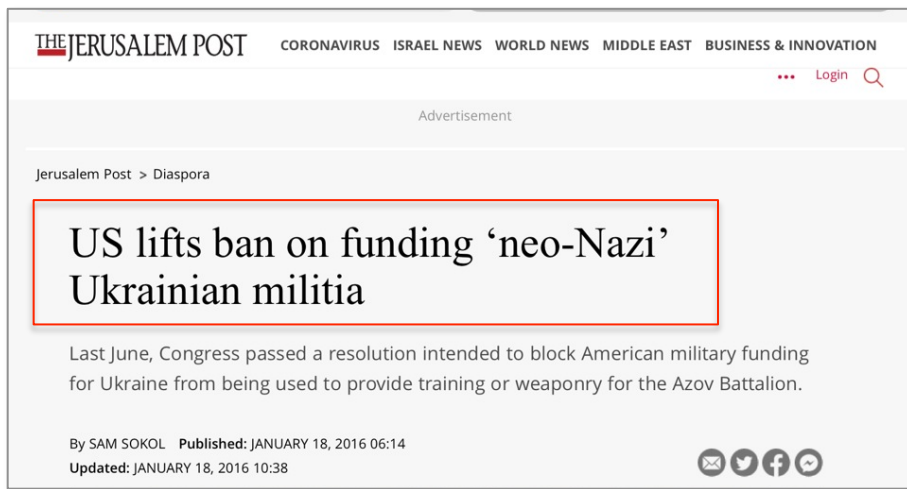 THE JERUSALEM POST
CORONAVIRUS ISRAEL NEWS WORLD NEWS MIDDLE EAST BUSINESS & INNOVATION
... Login
Advertisement
Jerusalem Post > Diaspora
US lifts ban on funding ‘neo-Nazi’
Ukrainian militia
Last June, Congress passed a resolution intended to block American military funding
for Ukraine from being used to provide training or weaponry for the Azov Battalion.
By SAM SOKOL Published: JANUARY 18, 2016 06:14
Updated: JANUARY 18, 2016 10:38